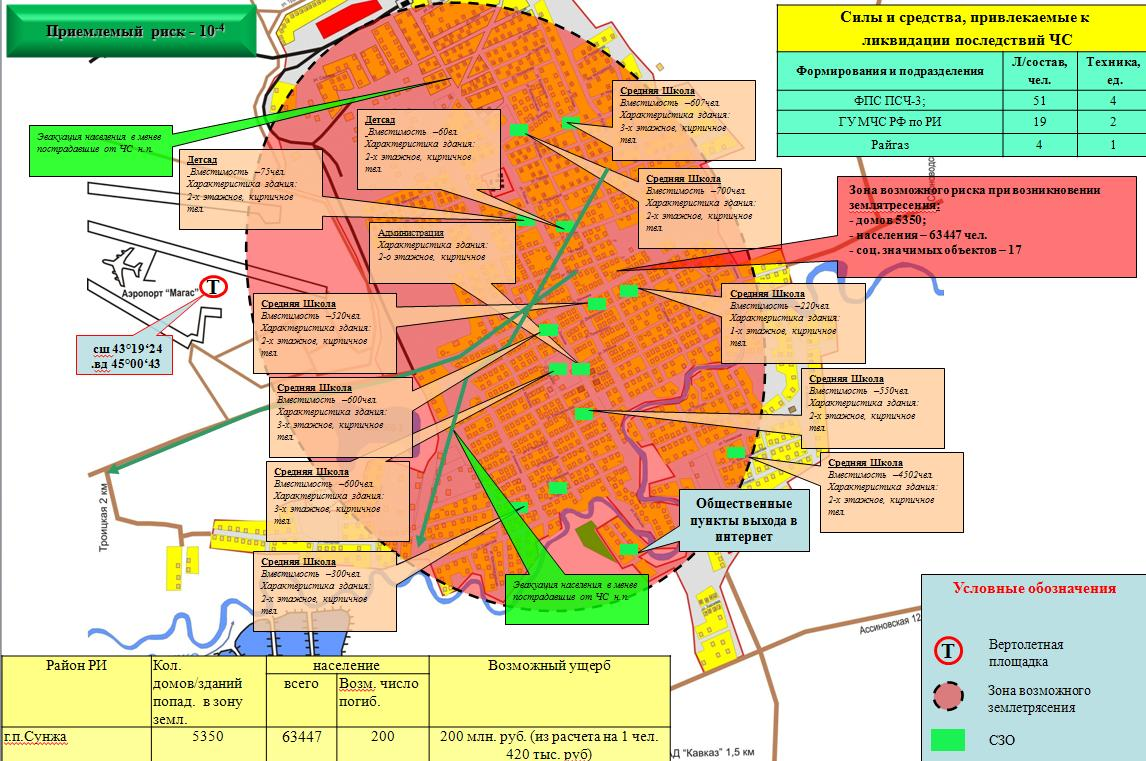 Приемлемый риск - 10-4
Силы и средства, привлекаемые к
ликвидации последствий ЧС
Формирования и подразделения
Л/состав,
чел.
Техника,
ед.
ФПС ПСЧ-3;
51
4
ГУ МЧС РФ по РИ
19
2
Райгаз
4
1
Эвакуация населения в менее
пострадавшие от ЧС н.п.
Детсад
Вместимость –60чел.
Характеристика здания:
2-х этажное, кирпичное
тел.
Средняя Школа
Вместимость –607чел.
Характеристика здания:
3-х этажное, кирпичное
тел.
Детсад
Вместимость –75чел.
Характеристика здания:
2-х этажное, кирпичное
тел.
Средняя Школа
Вместимость –700чел.
Характеристика здания:
2-х этажное, кирпичное
тел.
Зона возможного риска при возникновении
землятресения:
- домов 5350;
- населения – 63447 чел.
- соц. значимых объектов – 17
Администрация
Характеристика здания:
2-о этажное, кирпичное
Аэропорт "Магас"
Т
сш 43°19'24
.вд 45°00'43
Средняя Школа
Вместимость –520чел.
Характеристика здания:
2-х этажное, кирпичное
тел.
Средняя Школа
Вместимость –220чел.
Характеристика здания:
1-х этажное, кирпичное
тел.
Средняя Школа
Вместимость –600чел.
Характеристика здания:
3-х этажное, кирпичное
тел.
Средняя Школа
Вместимость –550чел.
Характеристика здания:
2-х этажное, кирпичное
тел.
Средняя Школа
Вместимость –600чел.
Характеристика здания:
3-х этажное, кирпичное
тел.
Средняя Школа
Вместимость –4502чел.
Характеристика здания:
2-х этажное, кирпичное
тел.
Троицкая 2 км
Общественные
пункты выхода в
интернет
Средняя Школа
Вместимость –300чел.
Характеристика здания:
2-х этажное, кирпичное
тел.
Эвакуация населения в менее
пострадавшие от ЧС н.п.
Ассиновская 12
Условные обозначения
Т
Вертолетная
площадка
Зона возможного
землетрясения
СЗО
Район РИ
Кол.
домов/зданий
попад. в зону
земл.
население
всего
Возм. число
погиб.
Возможный ущерб
г.п.Сунжа
5350
63447
200
200 млн. руб. (из расчета на 1 чел.
420 тыс. руб)
АД "Кавказ" 1,5 км